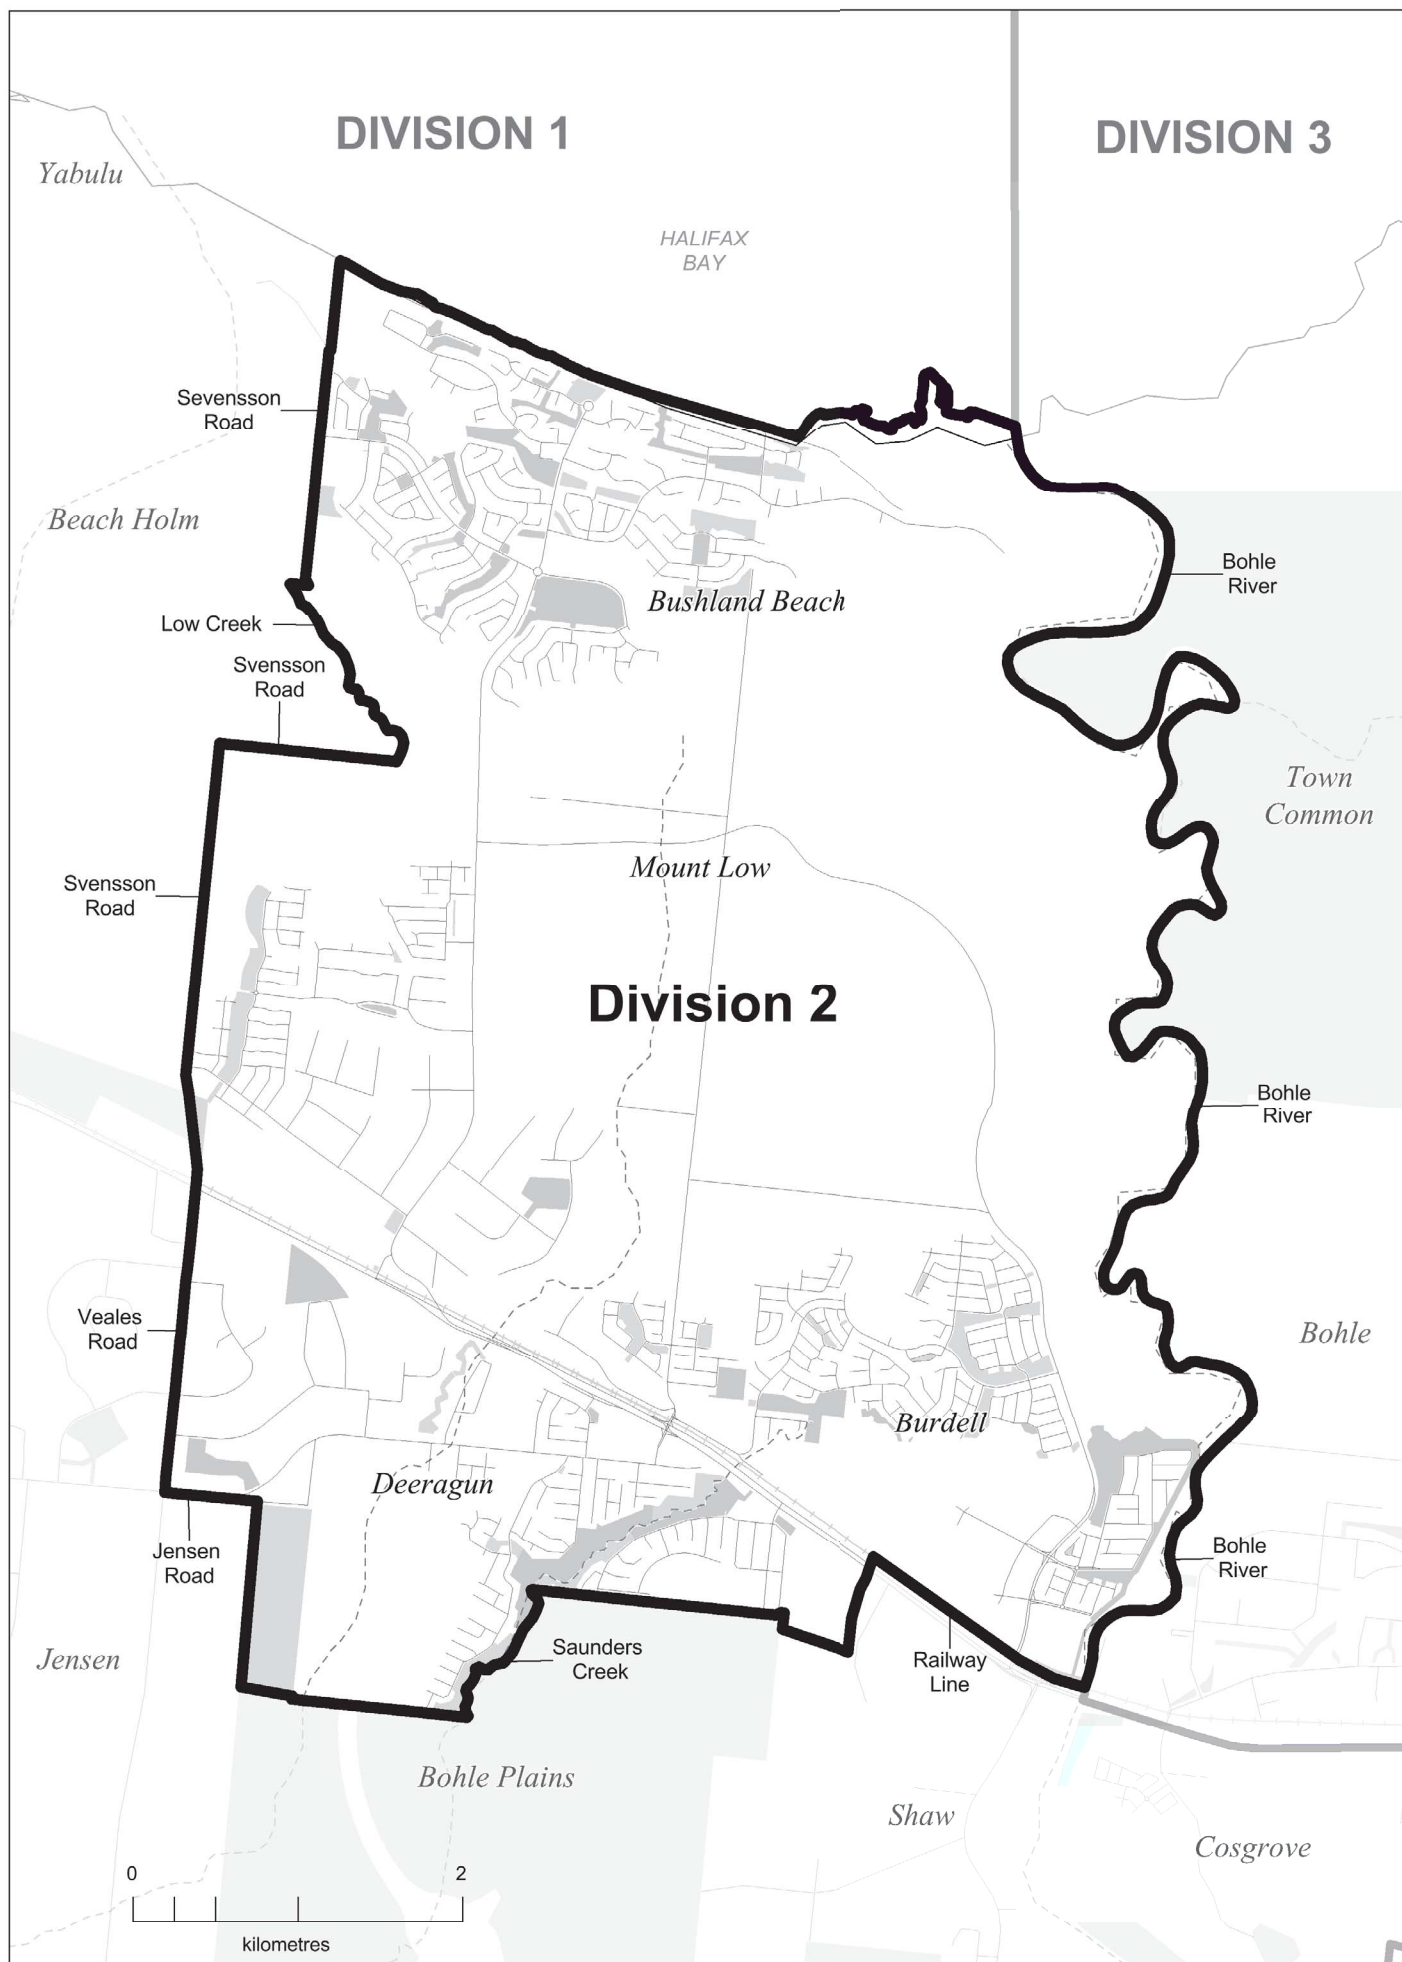 DIVISION 1
DIVISION 3
Yabulu
HALIFAX
BAY
Sevensson
Road
Beach Holm
Bohle
River
Bushland Beach
Low Creek
Svensson
Road
Town
Common
Mount Low
Svensson
Road
Division 2
Bohle
River
Veales
Road
Bohle
Burdell
Deeragun
Jensen
Road
Bohle
River
Saunders
Creek
Railway
Line
Jensen
Bohle Plains
Shaw
Cosgrove
0 2
kilometres